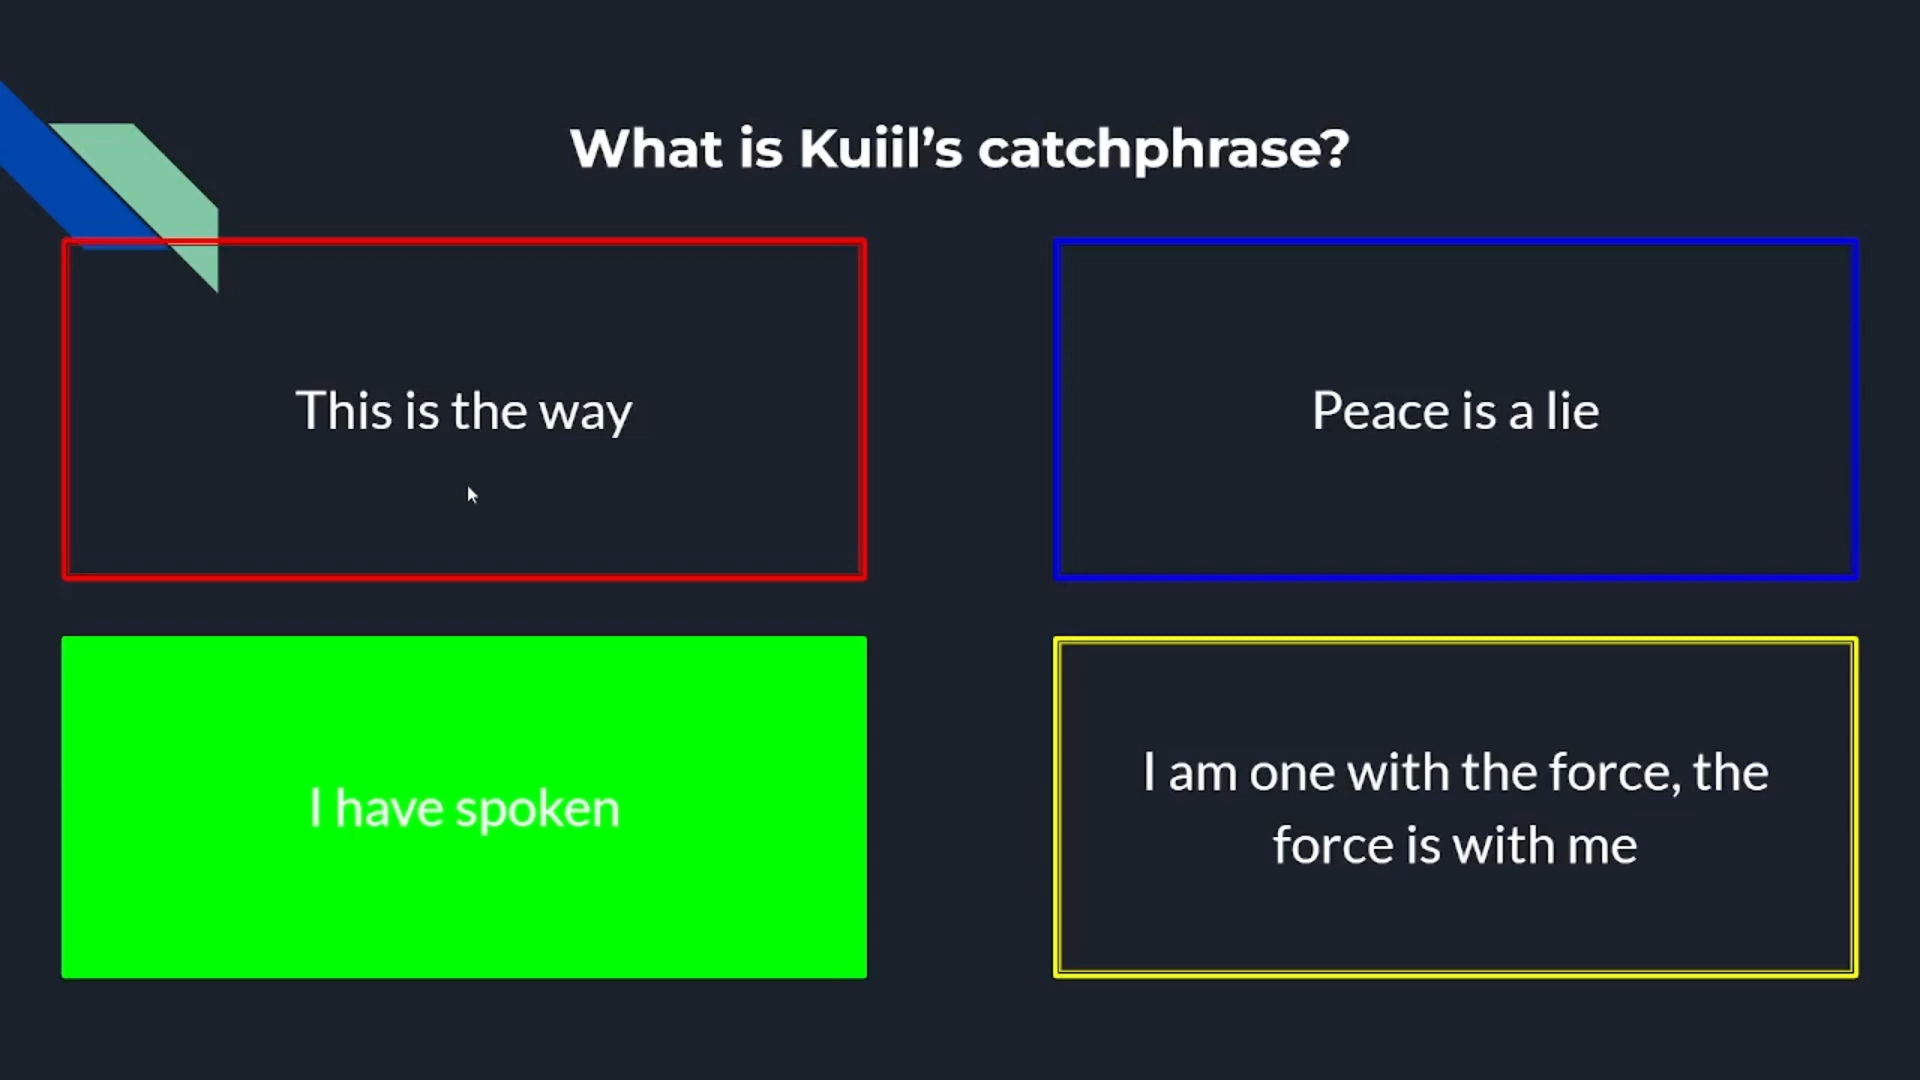 What is Kuiil’s catchphrase?
This is the way
Peace is a lie
I have spoken
I am one with the force, the
force is with me